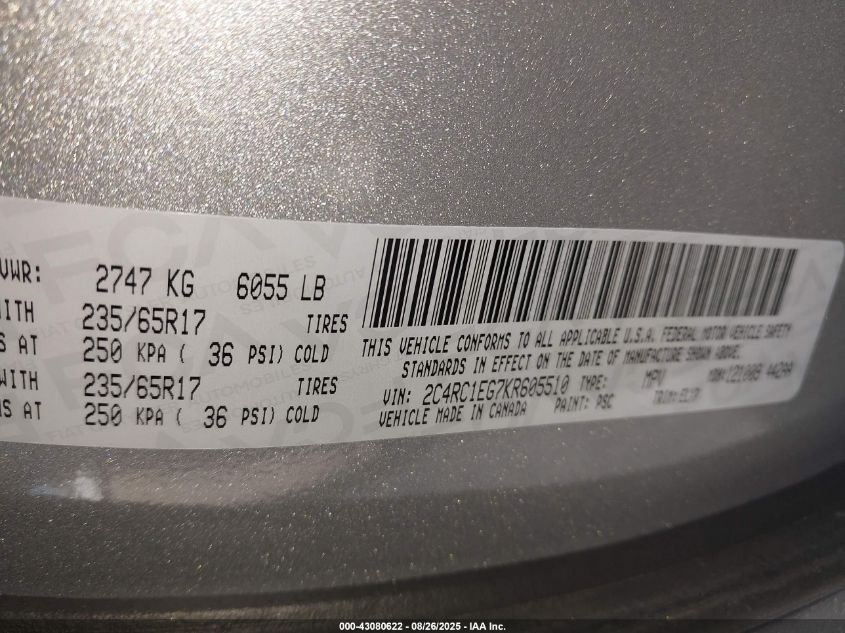 VWR: 2747 KG 6055 LB
WITH 235/65R17 TIRES
S AT 250 KPA ( 36 PSI) COLD
WITH 235/65R17 TIRES
NS AT 250 KPA ( 36 PSI) COLD
THIS VEHICLE CONFORMS TO ALL APPLICABLE U.S.A. FEDERAL MOTOR VEHICLE SAFETY
STANDARDS IN EFFECT ON THE DATE OF MANUFACTURE SHOWN ABOVE.
VIN: 2C4RC1EG7KR605510 TYPE: MPV MDH:
VEHICLE MADE IN CANADA PAINT: PSC TRIM:
000-43080622 - 08/26/2025 - IAA Inc.